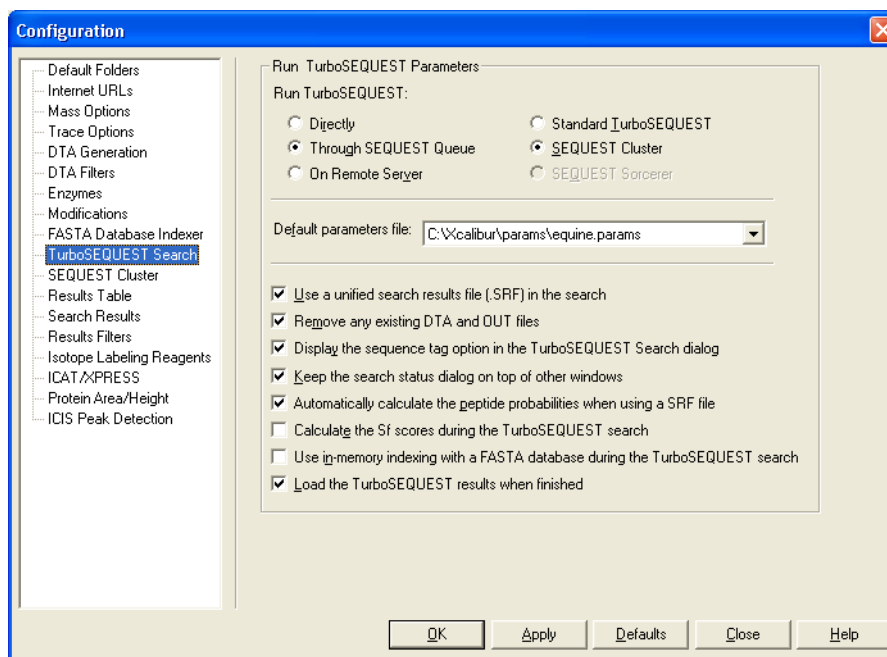 Configuration
Default Folders
Internet URLs
Mass Options
Trace Options
DTA Generation
DTA Filters
Enzymes
Modifications
FASTA Database Indexer
TurboSEQUEST Search
SEQUEST Cluster
Results Table
Search Results
Results Filters
Isotope Labeling Reagents
ICAT/XPRESS
Protein Area/Height
ICIS Peak Detection
Run TurboSEQUEST Parameters
Run TurboSEQUEST:
Directly
Standard TurboSEQUEST
Through SEQUEST Queue
SEQUEST Cluster
On Remote Server
SEQUEST Sorcerer
Default parameters file:
C:\Xcalibur\params\equine.params
Use a unified search results file (.SRF) in the search
Remove any existing DTA and OUT files
Display the sequence tag option in the TurboSEQUEST Search dialog
Keep the search status dialog on top of other windows
Automatically calculate the peptide probabilities when using a SRF file
Calculate the Sf scores during the TurboSEQUEST search
Use in-memory indexing with a FASTA database during the TurboSEQUEST search
Load the TurboSEQUEST results when finished
OK
Apply
Defaults
Close
Help